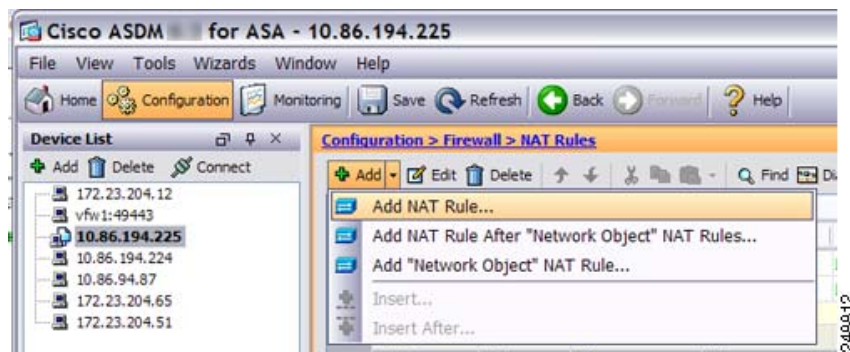 Cisco ASDM for ASA - 10.86.194.225
File View Tools Wizards Window Help
Home Configuration Monitoring Save Refresh Back Forward Help
Device List
Add Delete Connect
172.23.204.12
vfw1:49443
10.86.194.225
10.86.194.224
10.86.94.87
172.23.204.65
172.23.204.51
Configuration > Firewall > NAT Rules
Add Edit Delete Find Di
Add NAT Rule...
Add NAT Rule After "Network Object" NAT Rules...
Add "Network Object" NAT Rule...
Insert...
Insert After...